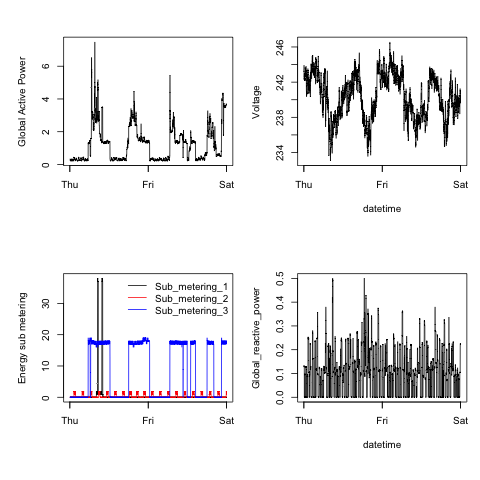 Global Active Power
6
4
2
0
Thu
Fri
Sat
Voltage
246
242
238
234
Thu
Fri
Sat
datetime
Energy sub metering
30
20
10
0
Sub_metering_1
Sub_metering_2
Sub_metering_3
Thu
Fri
Sat
Global_reactive_power
0.5
0.4
0.3
0.2
0.1
0.0
Thu
Fri
Sat
datetime